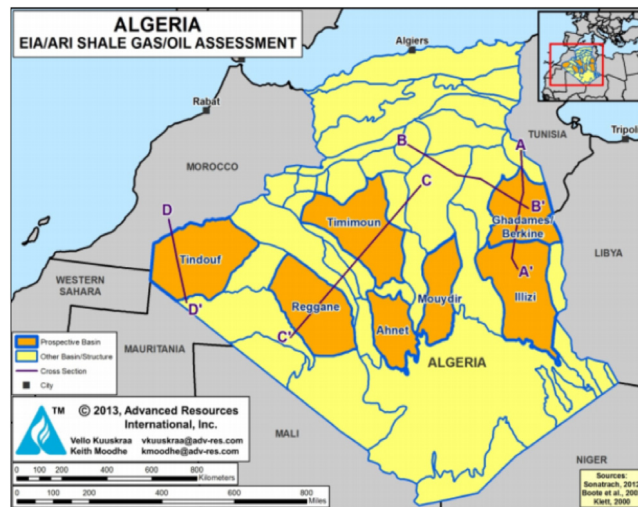 ALGERIA
EIA/ARI SHALE GAS/OIL ASSESSMENT
Algiers
Rabat
TUNISIA
Tripoli
MOROCCO
B
A
C
D
B'
Ghadames/
Berkine
Timimoun
Tindouf
A'
LIBYA
WESTERN
SAHARA
D'
Reggane
Mouydir
Illizi
C'
Ahnet
MAURITANIA
ALGERIA
Prospective Basin
Other Basin/Structure
Cross Section
City
TM
© 2013, Advanced Resources
International, Inc.
Vello Kuuskraa vkuuskraa@adv-res.com
Keith Moodhe kmoodhe@adv-res.com
MALI
NIGER
0 100 200 400 600 800
Kilometers
0 100 200 400 600 800
Miles
Sources:
Sonatrach, 2012
Boote et al.,
Klett, 2000